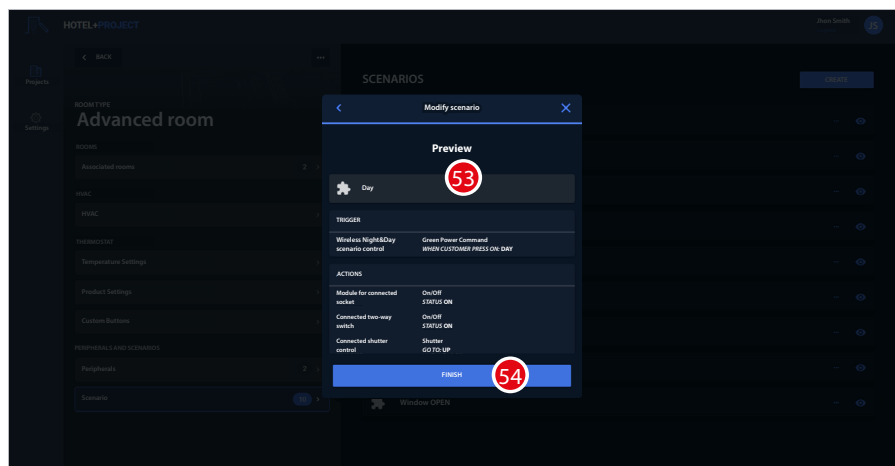 HOTEL+PROJECT
Jhon Smith
JS
BACK
Projects
Settings
ROOM TYPE
Advanced room
ROOMS
Associated rooms
3
HVAC
HVAC
THERMOSTAT
Temperature Settings
Product Settings
Custom Buttons
PERIPHERALS AND SCENARIOS
Peripherals
Scenario
10
SCENARIOS
CREATE
Modify scenario
Preview
53
Day
TRIGGER
Wireless Night&Day scenario control
Green Power Command
WHEN CUSTOMER PRESS ON: DAY
ACTIONS
Module for connected socket
On/Off
STATUS ON
Connected two-way switch
On/Off
STATUS ON
Connected shutter control
Shutter
GO TO: UP
FINISH
54
Window OPEN